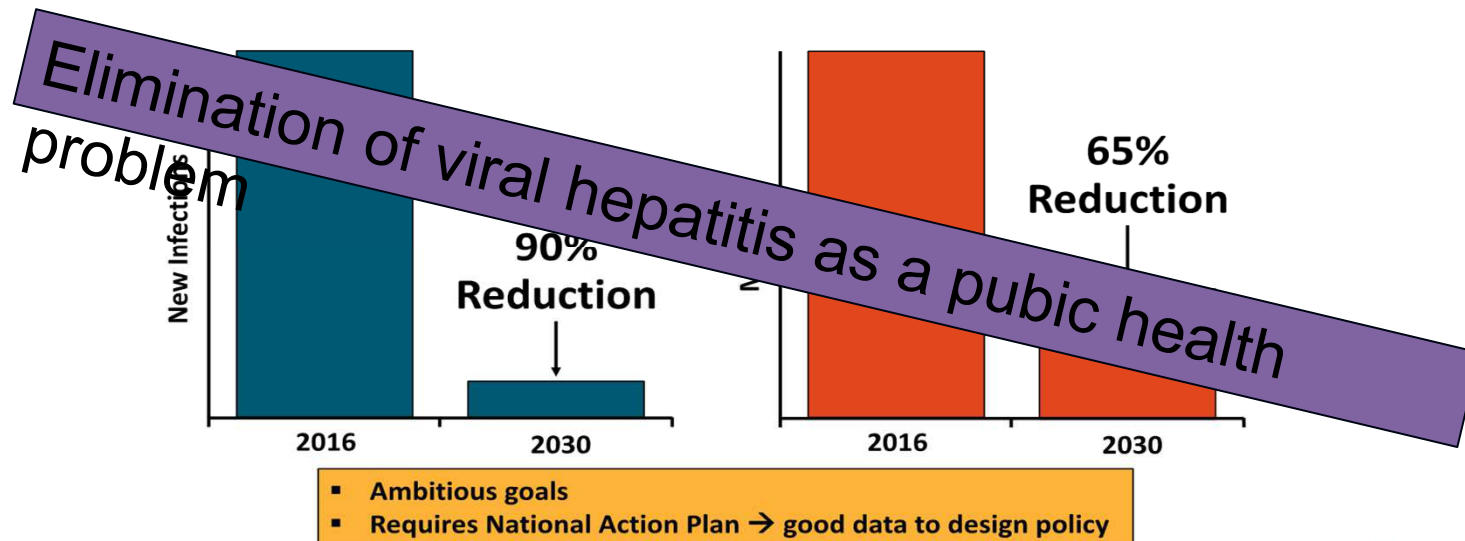 Elimination of viral hepatitis as a pubic health
problem
New Infections
90%
Reduction
2016
2030
65%
Reduction
2016
2030
▪ Ambitious goals
▪ Requires National Action Plan → good data to design policy